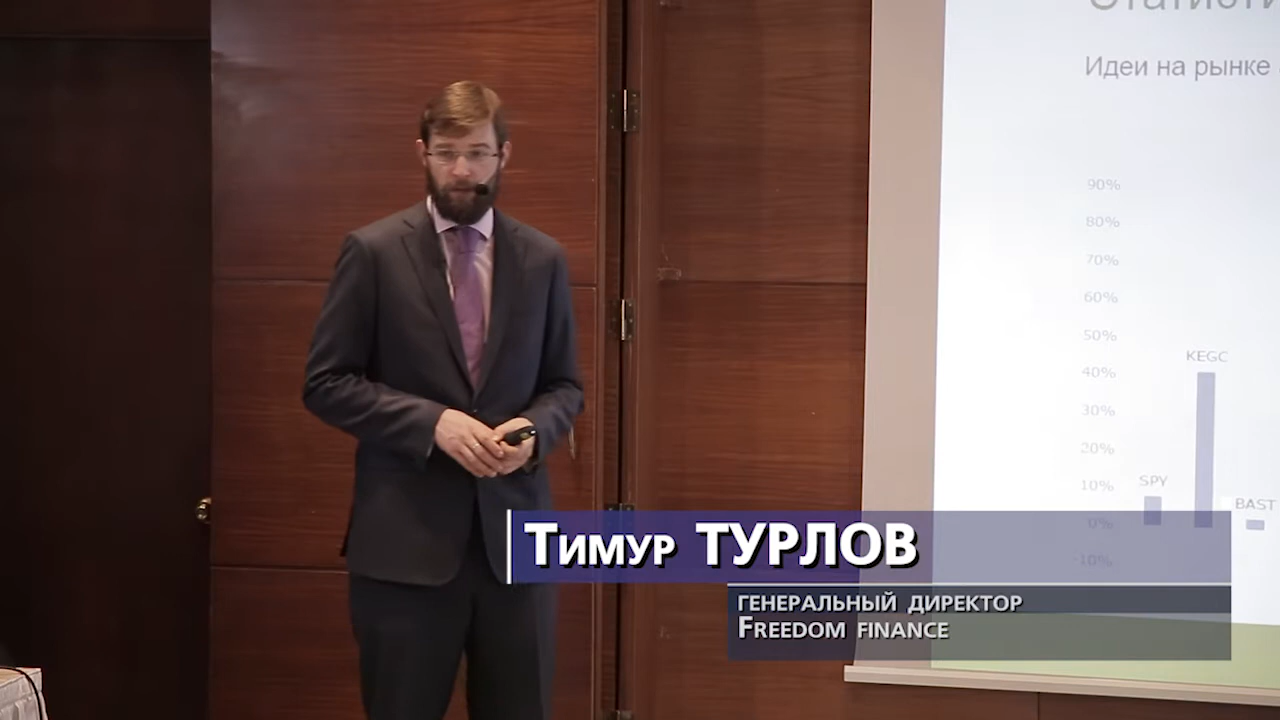 Статисти
Идеи на рынке
90%
80%
70%
60%
50%
40%
30%
20%
10%
0%
-10%
KEGC
SPY
BAST
Тимур ТУРЛОВ
ГЕНЕРАЛЬНЫЙ ДИРЕКТОР
FREEDOM FINANCE